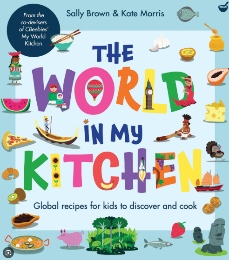 Sally Brown & Kate Morris
From the
co-devisers
of CBeebies'
My World
Kitchen
THE
WORLD
IN MY
KITCHEN
Global recipes for kids to discover and cook